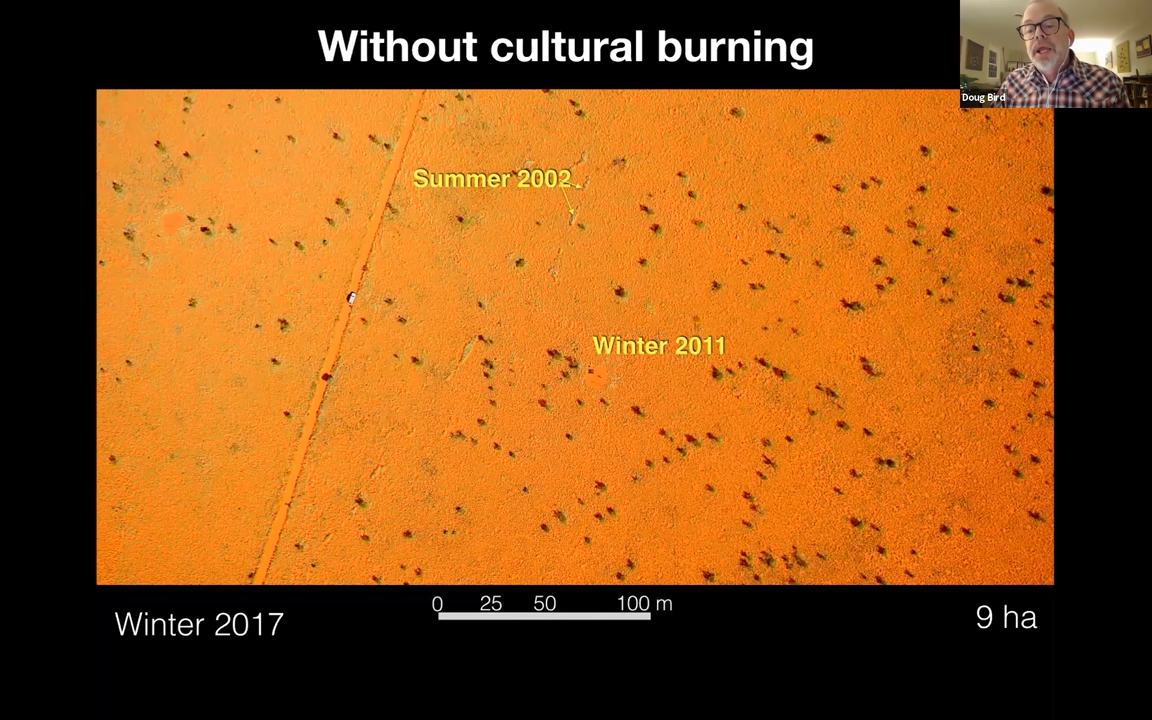 Without cultural burning
Doug Bird
Summer 2002
Winter 2011
0 25 50 100 m
Winter 2017
9 ha